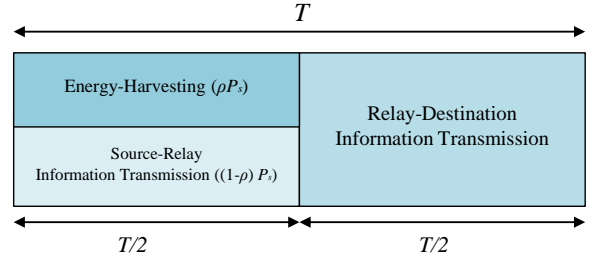 T
Energy-Harvesting (ρPₛ)
Source-Relay
Information Transmission ((1-ρ) Pₛ)
Relay-Destination
Information Transmission
T/2
T/2